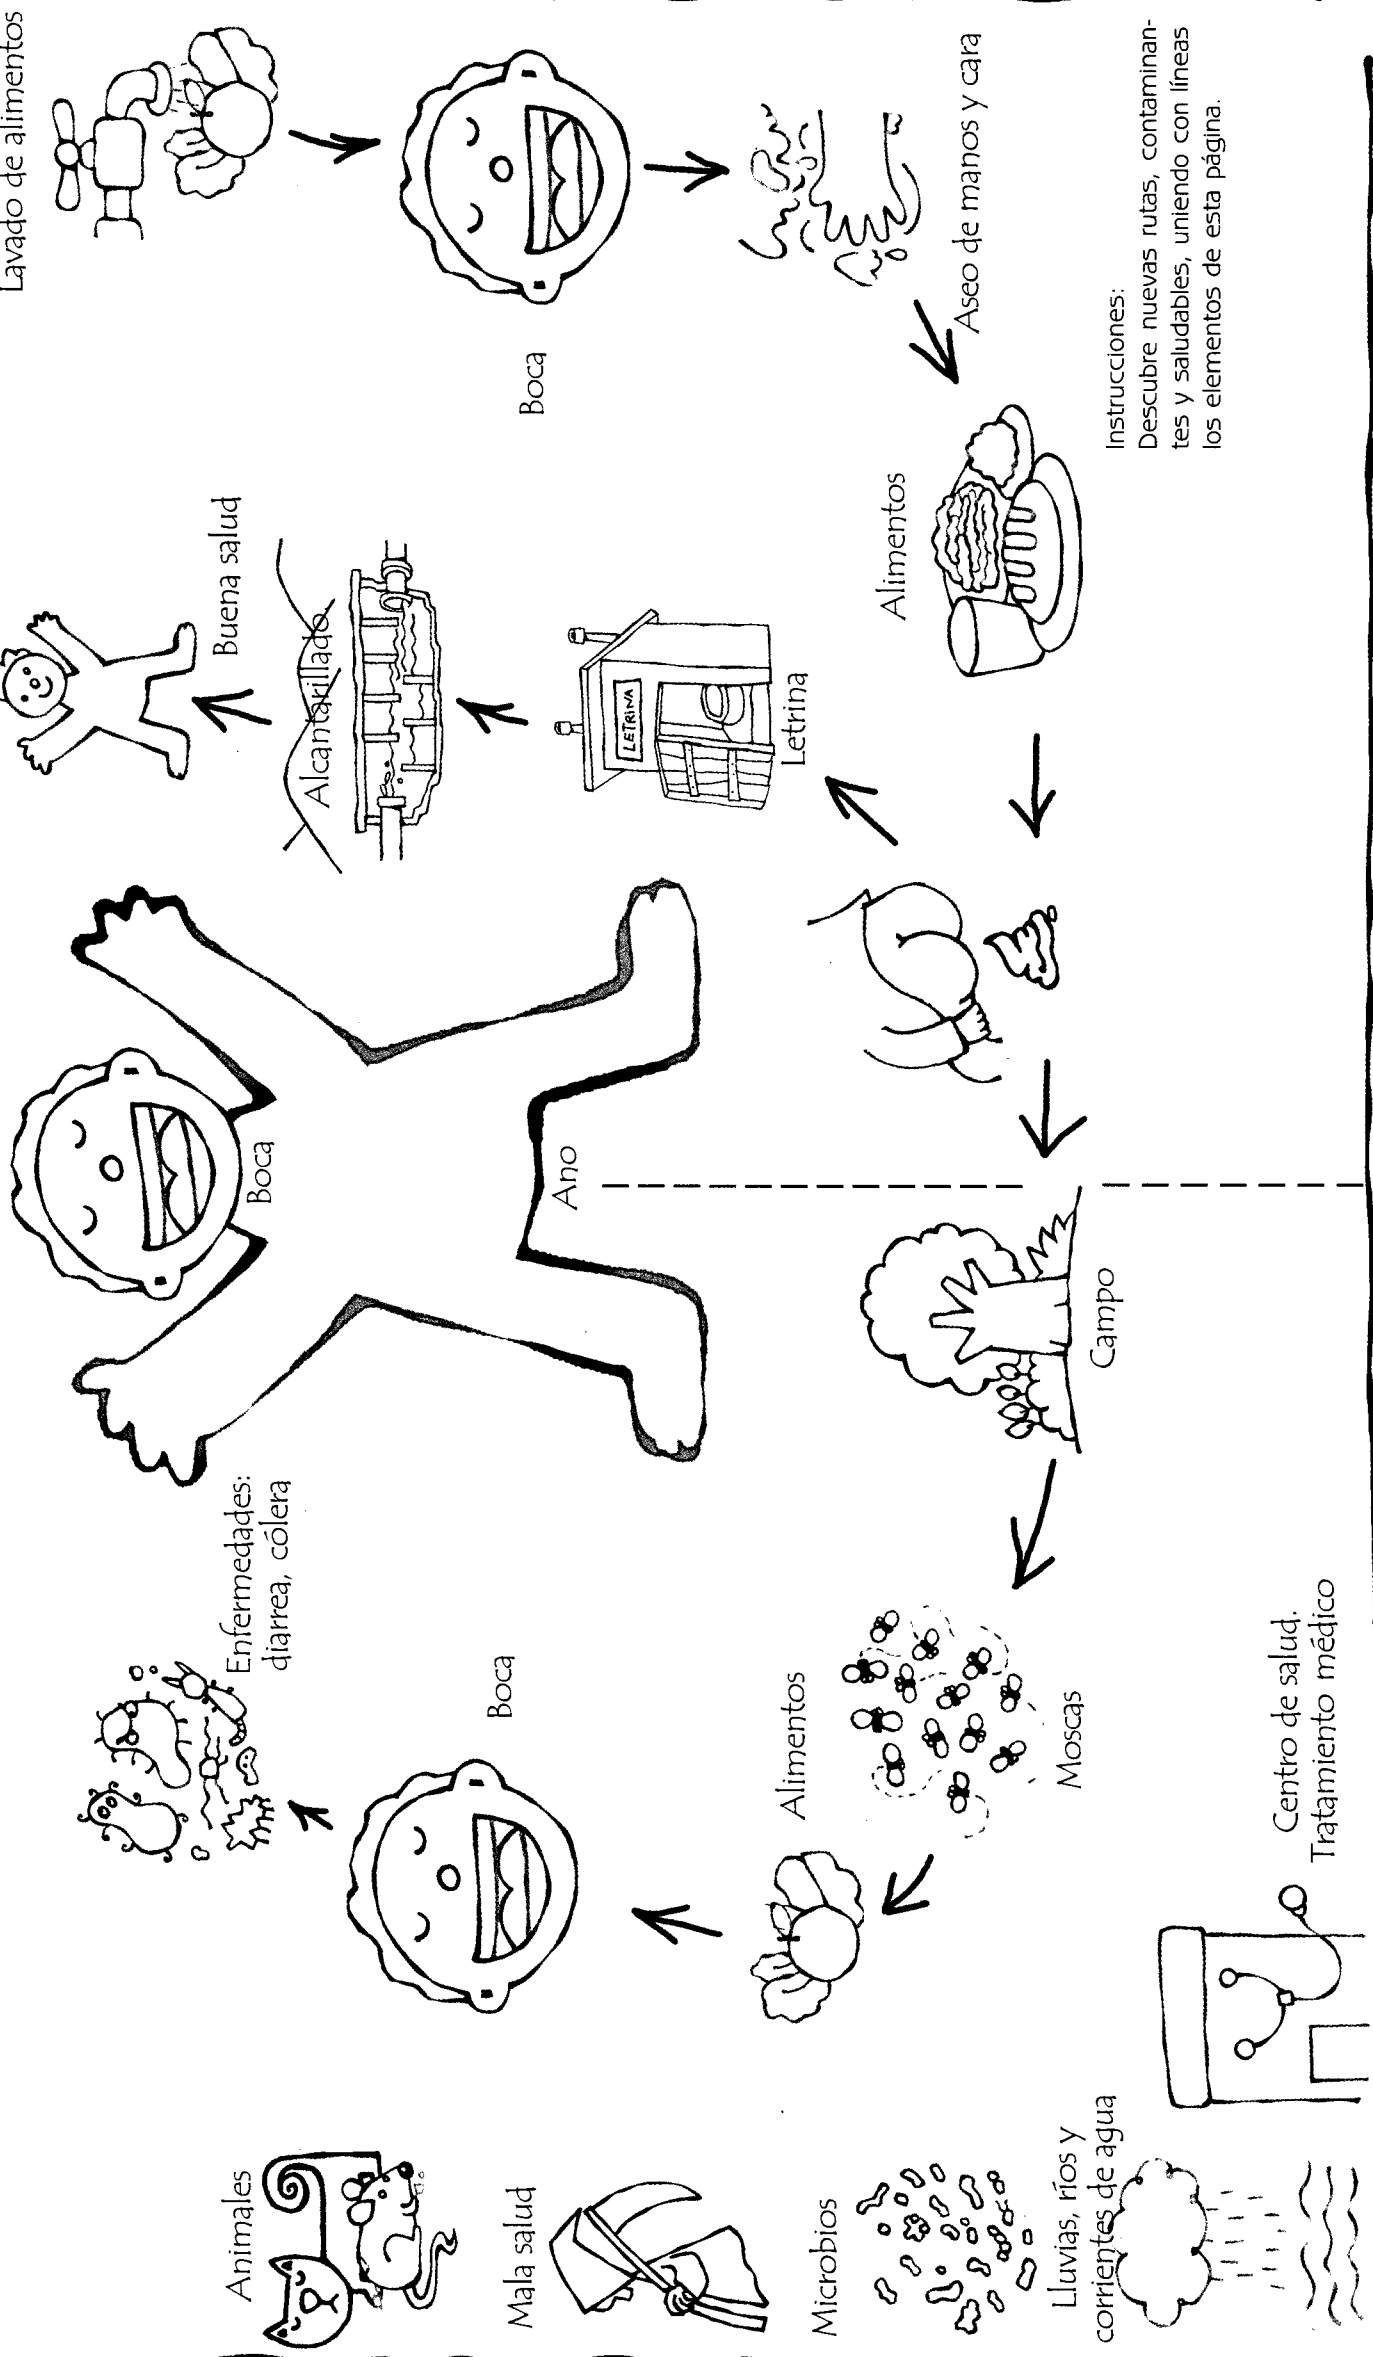 Animales
Mala salud
Microbios
Lluvias, ríos y
corrientes de agua
Centro de salud.
Tratamiento médico
Enfermedades:
diarrea, cólera
Boca
Alimentos
Moscas
Boca
Ano
Campo
Buena salud
Alcantarillado
LETRINA
Letrina
Alimentos
Lavado de alimentos
Boca
Aseo de manos y cara
Instrucciones:
Descubre nuevas rutas, contaminan-
tes y saludables, uniendo con líneas
los elementos de esta página.